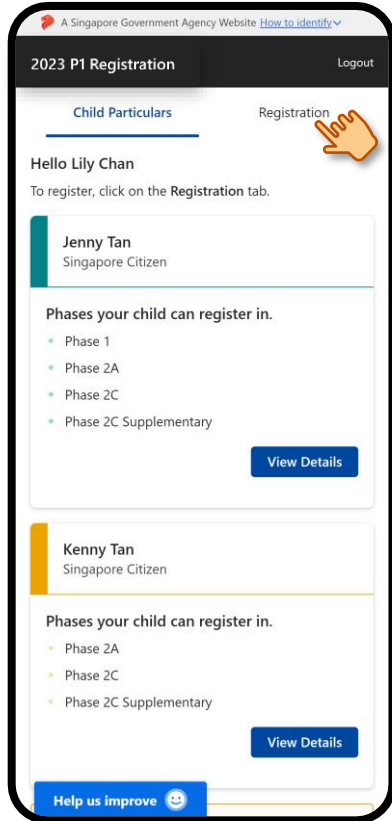 A Singapore Government Agency Website How to identify
2023 P1 Registration
Logout
Child Particulars
Registration
Hello Lily Chan
To register, click on the Registration tab.
Jenny Tan
Singapore Citizen
Phases your child can register in.
Phase 1
Phase 2A
Phase 2C
Phase 2C Supplementary
View Details
Kenny Tan
Singapore Citizen
Phases your child can register in.
Phase 2A
Phase 2C
Phase 2C Supplementary
View Details
Help us improve